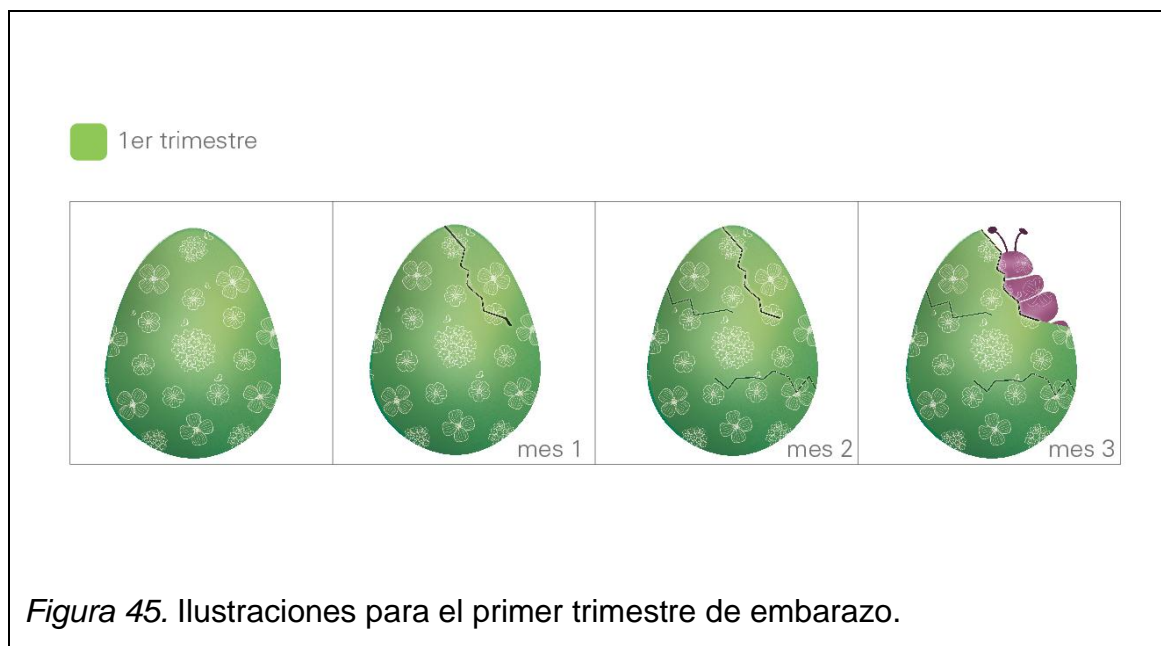 1er trimestre
mes 1
mes 2
mes 3
Figura 45. Ilustraciones para el primer trimestre de embarazo.